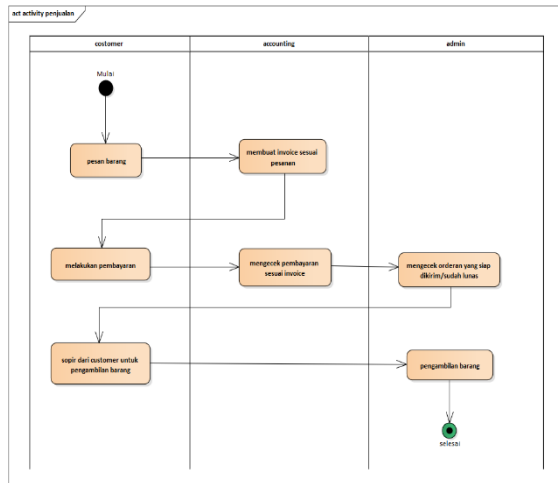 act activity penjualan
costomer
accounting
admin
Mulai
pesan barang
membuat invoice sesuai
pesanan
melakukan pembayaran
mengecek pembayaran
sesuai invoice
mengecek orderan yang siap
dikirim/sudah lunas
sopir dari customer untuk
pengambilan barang
pengambilan barang
selesai